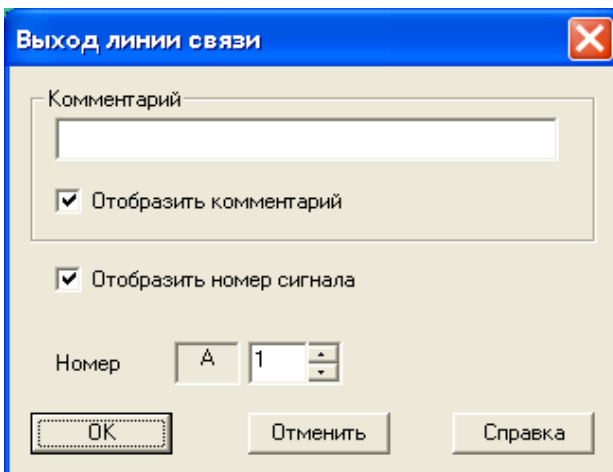 Выход линии связи
Комментарий
Отобразить комментарий
Отобразить номер сигнала
Номер A 1
OK Отменить Справка